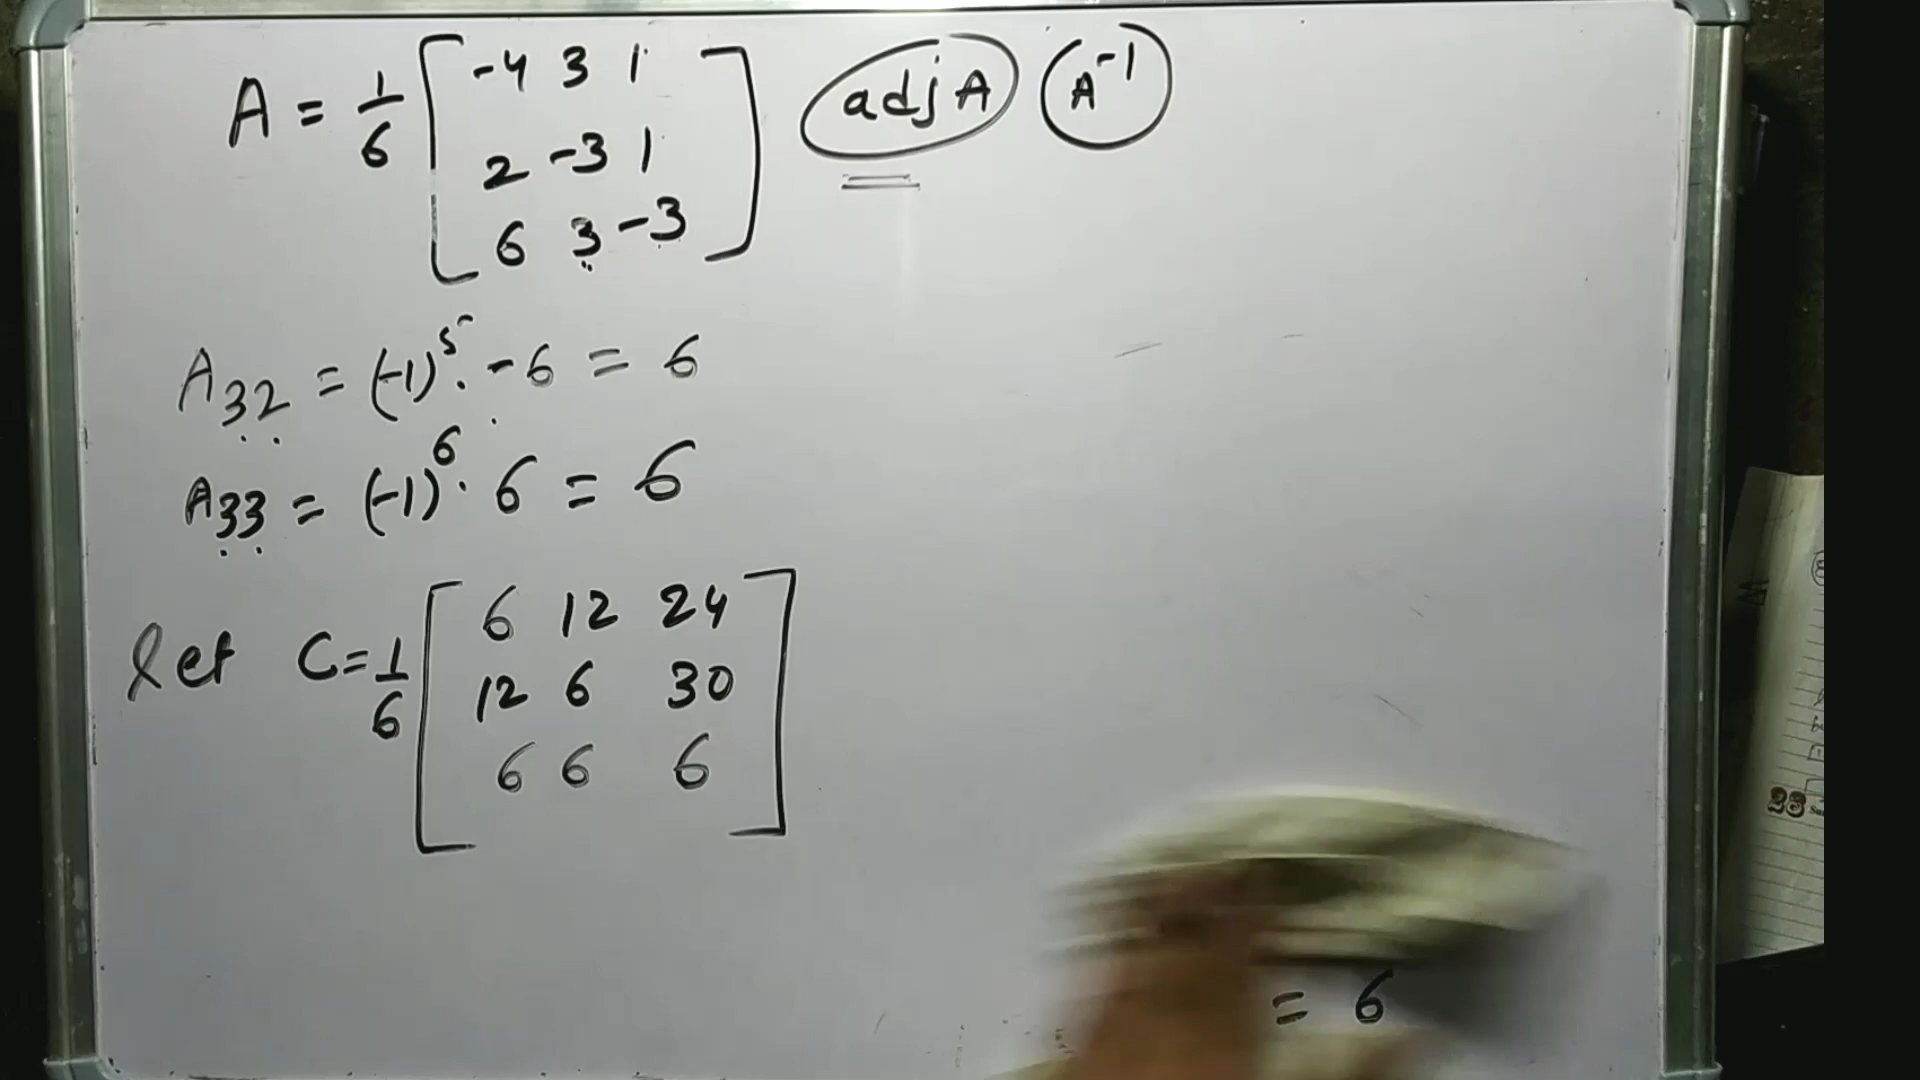 A = 1/6 [ -4 3 1 adj A A⁻¹
2 -3 1
6 3 -3 ]
A₃₂ = (-1)⁵ . -6 = 6
A₃₃ = (-1)⁶ . 6 = 6
let C = 1/6 [ 6 12 24
12 6 30
6 6 6 ]
= 6
23